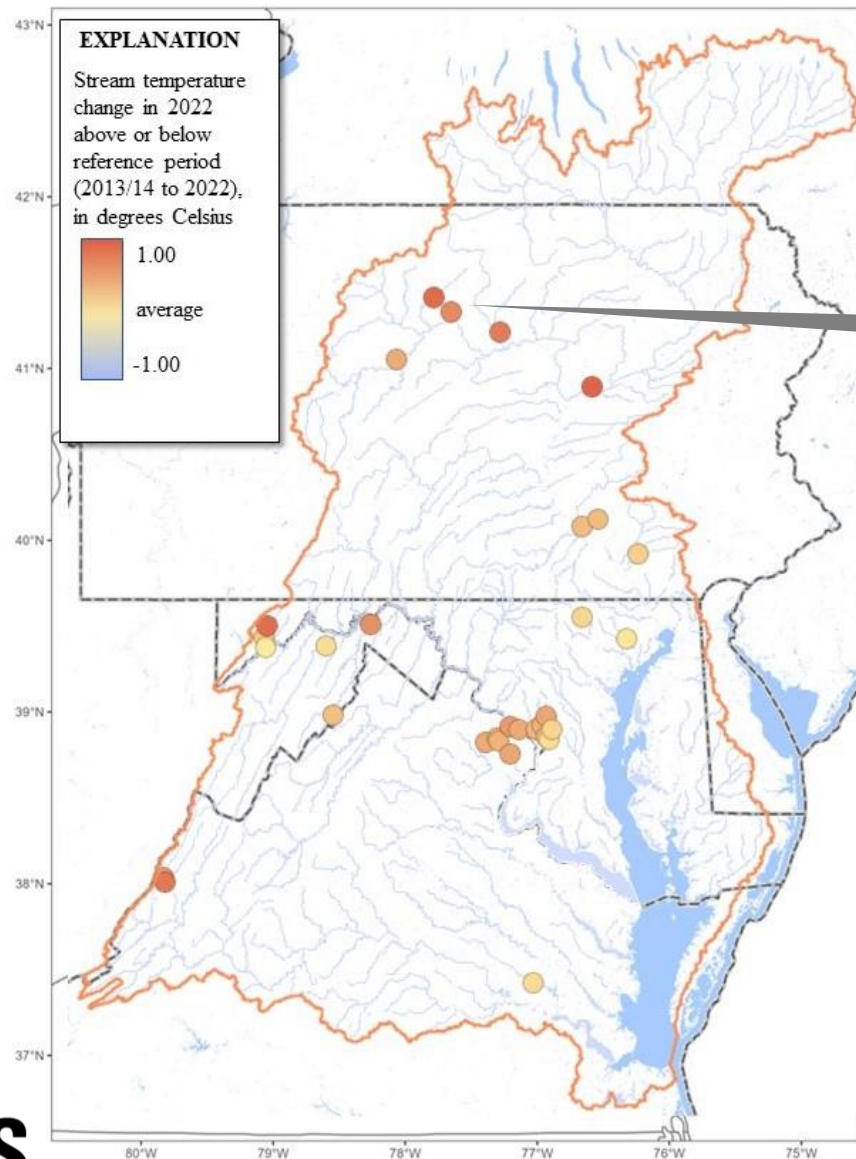 EXPLANATION
Stream temperature
change in 2022
above or below
reference period
(2013/14 to 2022),
in degrees Celsius
1.00
average
-1.00
43°N
42°N
41°N
40°N
39°N
38°N
37°N
80°W
79°W
78°W
77°W
76°W
75°W
s